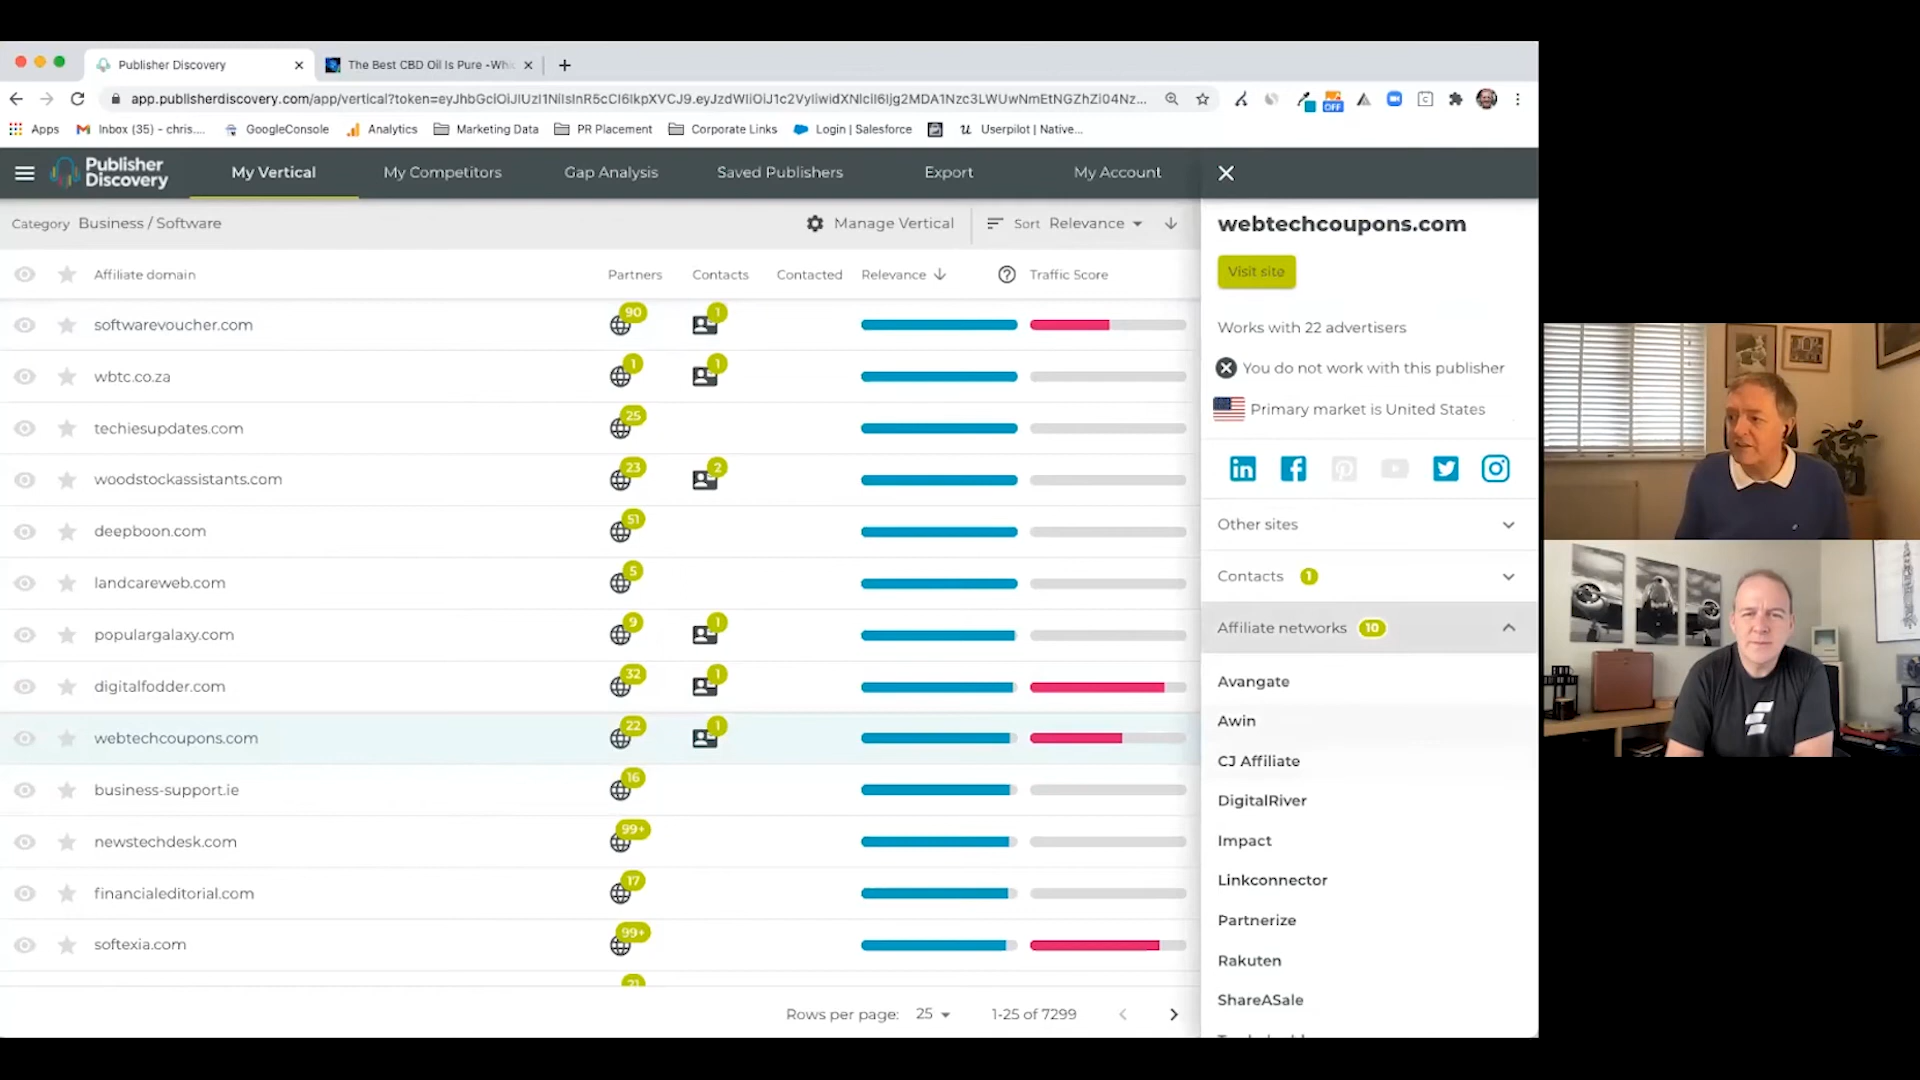 Publisher Discovery
The Best CBD Oil Is Pure -Whi
app.publisherdiscovery.com/app/vertical?token=
Apps
Inbox (35) - chris....
GoogleConsole
Analytics
Marketing Data
PR Placement
Corporate Links
Login | Salesforce
Userpilot | Native...
OFF
Publisher Discovery
My Vertical
My Competitors
Gap Analysis
Saved Publishers
Export
My Account
Category Business / Software
Manage Vertical
Sort Relevance
Affiliate domain Partners Contacts Contacted Relevance Traffic Score
softwarevoucher.com 90 1
wbtc.co.za 1 1
techiesupdates.com 25
woodstockassistants.com 23 2
deepboon.com 51
landcareweb.com 5
populargalaxy.com 9 1
digitalfodder.com 32 1
webtechcoupons.com 22 1
business-support.ie 16
newstechdesk.com 99+
financialeditorial.com 17
softexia.com 99+
21
Rows per page: 25 1-25 of 7299
webtechcoupons.com
Visit site
Works with 22 advertisers
You do not work with this publisher
Primary market is United States
Other sites
Contacts 1
Affiliate networks 10
Avangate
Awin
CJ Affiliate
DigitalRiver
Impact
Linkconnector
Partnerize
Rakuten
ShareASale